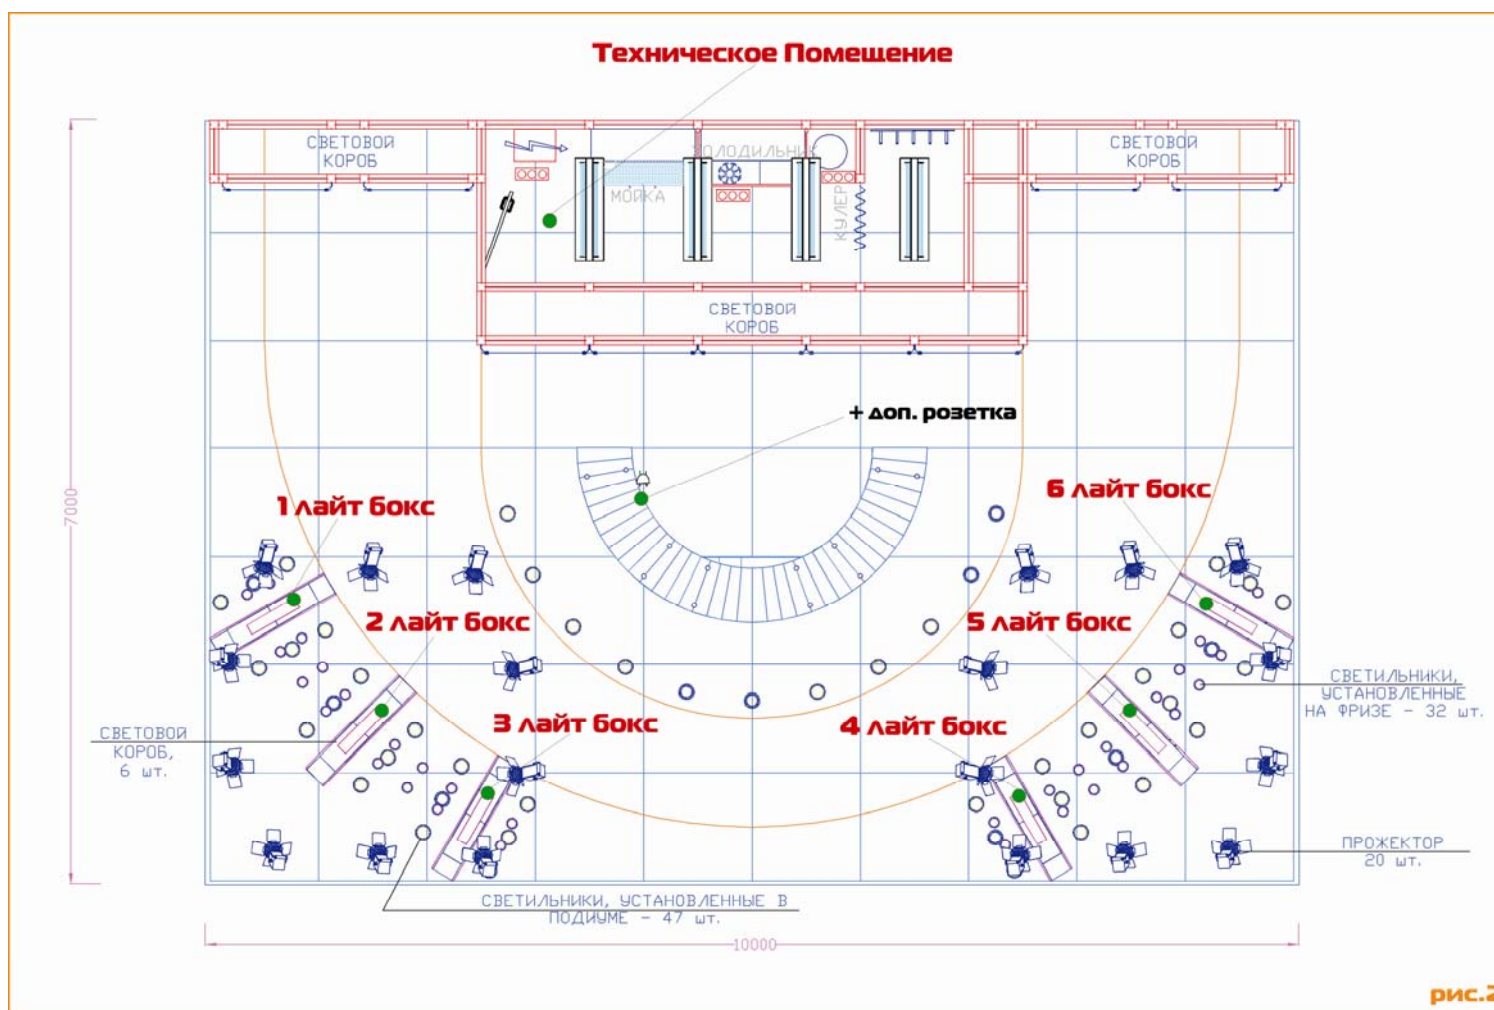 Техническое Помещение
СВЕТОВОЙ
КОРОБ
ХОЛОДИЛЬНИК
СВЕТОВОЙ
КОРОБ
МОЙКА
КУЛЕР
СВЕТОВОЙ
КОРОБ
+ доп. розетка
7000
1 лайт бокс
6 лайт бокс
2 лайт бокс
5 лайт бокс
СВЕТИЛЬНИКИ,
УСТАНОВЛЕННЫЕ
НА ФРИЗЕ - 32 шт.
3 лайт бокс
4 лайт бокс
СВЕТОВОЙ
КОРОБ,
6 шт.
ПРОЖЕКТОР
20 шт.
СВЕТИЛЬНИКИ, УСТАНОВЛЕННЫЕ В
ПОДИУМЕ - 47 шт.
10000
рис.2